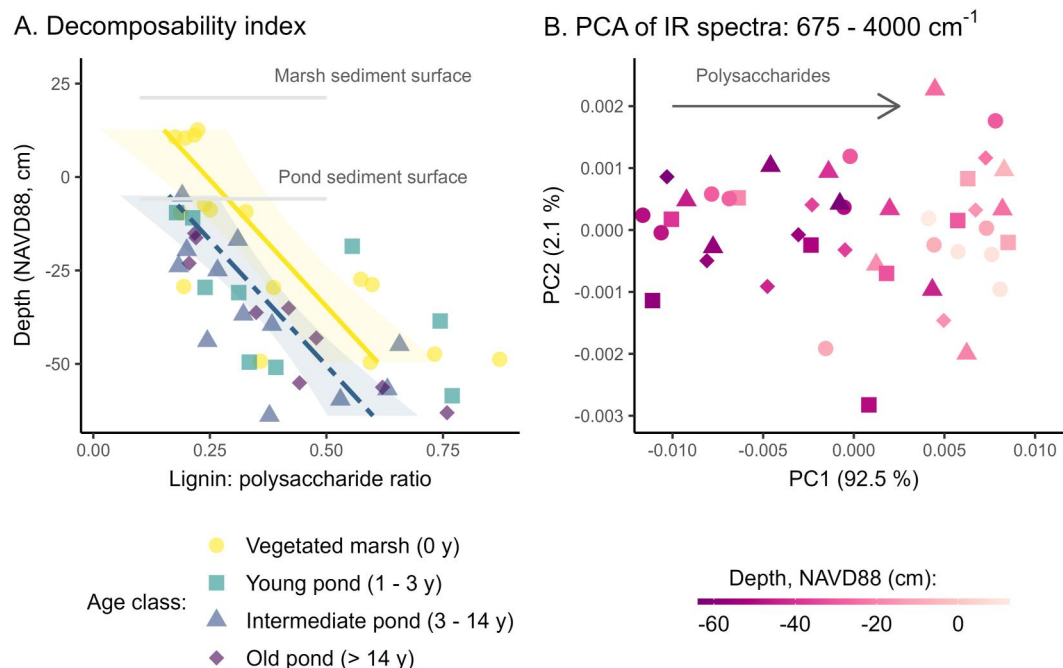 A. Decomposability index
Marsh sediment surface
Pond sediment surface
25
0
-25
-50
Depth (NAVD88, cm)
0.00 0.25 0.50 0.75
Lignin: polysaccharide ratio
B. PCA of IR spectra: 675 - 4000 cm⁻¹
Polysaccharides
0.002
0.001
0.000
-0.001
-0.002
-0.003
PC2 (2.1 %)
-0.010 -0.005 0.000 0.005 0.010
PC1 (92.5 %)
Age class:
Vegetated marsh (0 y)
Young pond (1 - 3 y)
Intermediate pond (3 - 14 y)
Old pond (> 14 y)
Depth, NAVD88 (cm):
-60 -40 -20 0